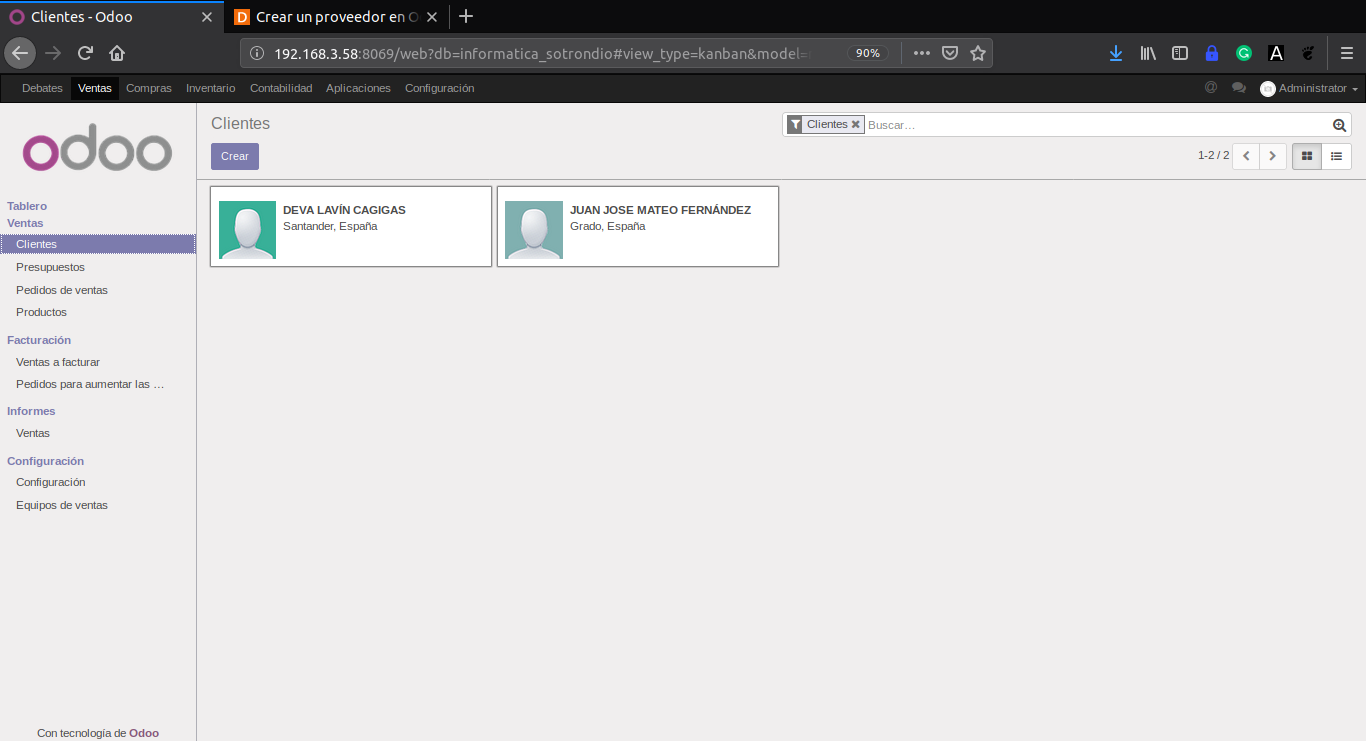 Clientes - Odoo
Crear un proveedor en O
192.168.3.58:8069/web?db=informatica_sotrondio#view_type=kanban&model=
90%
Debates Ventas Compras Inventario Contabilidad Aplicaciones Configuración
@ Administrator
odoo
Clientes
Clientes Buscar...
Crear
1-2 / 2
Tablero
Ventas
Clientes
Presupuestos
Pedidos de ventas
Productos
Facturación
Ventas a facturar
Pedidos para aumentar las ...
Informes
Ventas
Configuración
Configuración
Equipos de ventas
DEVA LAVÍN CAGIGAS
Santander, España
JUAN JOSE MATEO FERNÁNDEZ
Grado, España
Con tecnología de Odoo